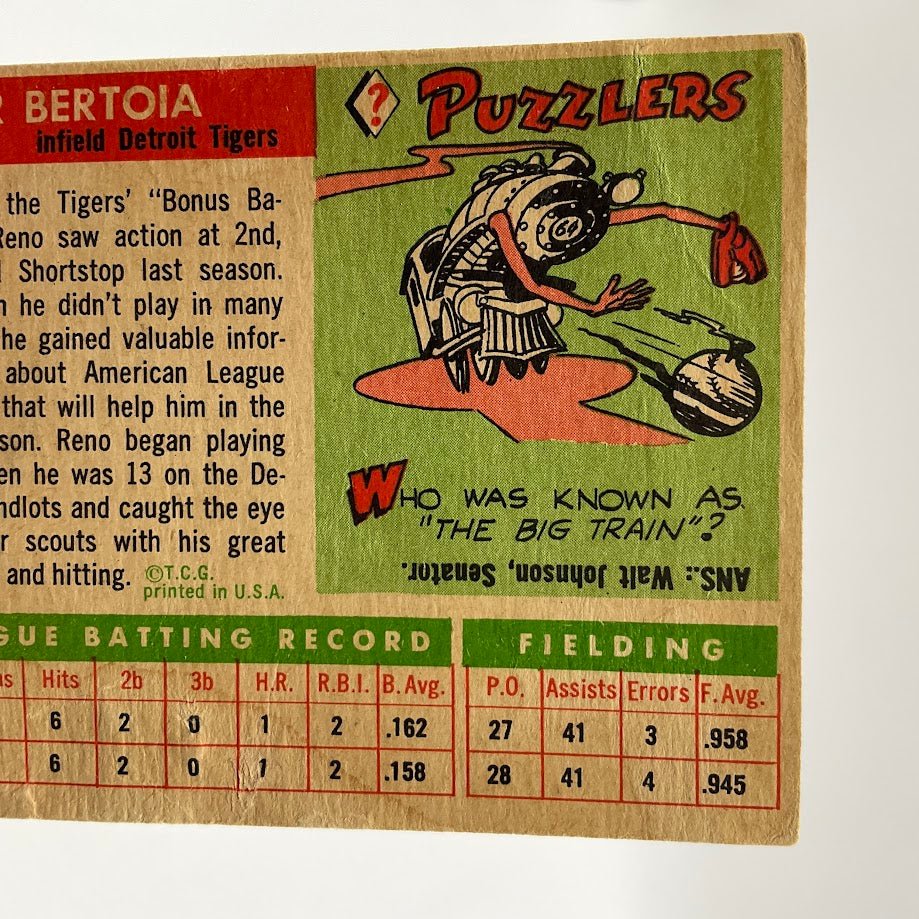 R BERTOIA
infield Detroit Tigers
the Tigers' "Bonus Ba-
Reno saw action at 2nd,
Shortstop last season.
he didn't play in many
he gained valuable infor-
about American League
that will help him in the
son. Reno began playing
en he was 13 on the De-
ndlots and caught the eye
r scouts with his great
and hitting. ©T.C.G.
printed in U.S.A.
? PUZZLERS
64
WHO WAS KNOWN AS
"THE BIG TRAIN"?
ANS.: Walt Johnson, Senator.
GUE BATTING RECORD
Hits 2b 3b H.R. R.B.I. B. Avg.
6 2 0 1 2 .162
6 2 0 1 2 .158
FIELDING
P.O. Assists Errors F. Avg.
27 41 3 .958
28 41 4 .945